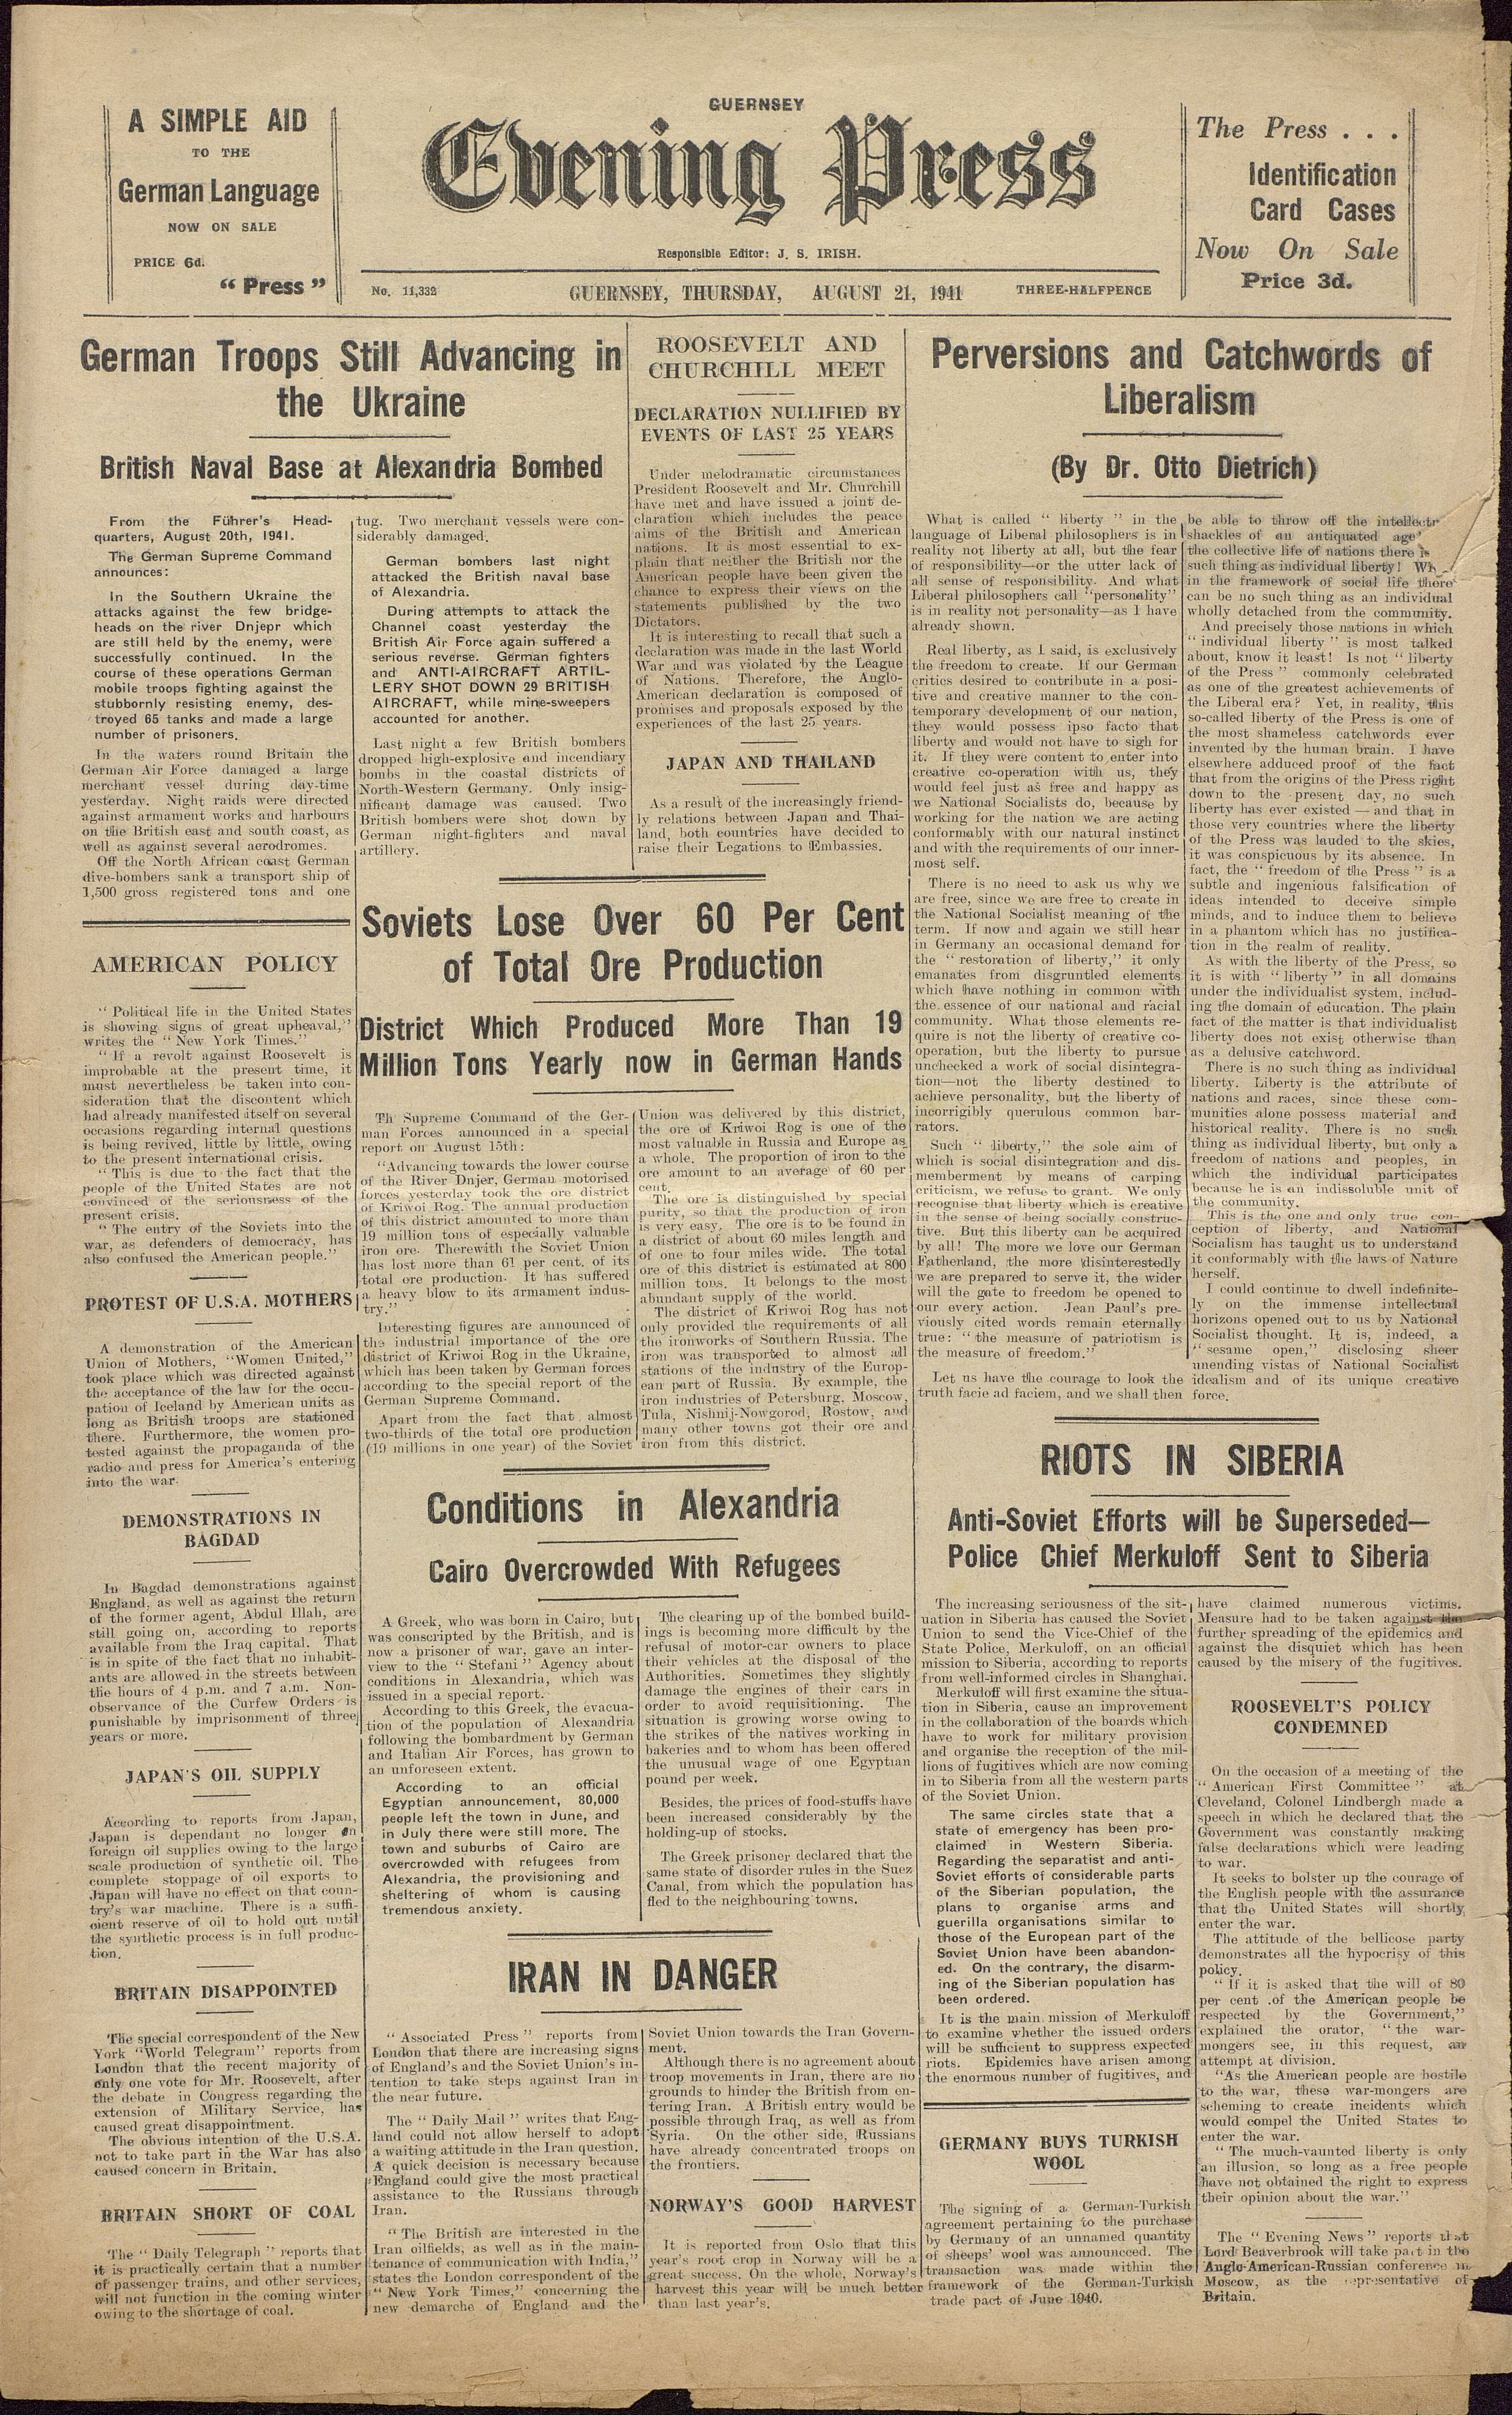 A SIMPLE AID
TO THE
German Language
NOW ON SALE
PRICE 6d.
" Press "
GUERNSEY
Evening Press
Responsible Editor: J. S. IRISH.
No. 11,332
GUERNSEY, THURSDAY, AUGUST 21, 1941
THREE-HALFPENCE
The Press . . .
Identification
Card Cases
Now On Sale
Price 3d.
German Troops Still Advancing in
the Ukraine
British Naval Base at Alexandria Bombed
From the Führer's Head-
quarters, August 20th, 1941.
The German Supreme Command
announces:
In the Southern Ukraine the
attacks against the few bridge-
heads on the river Dnjepr which
are still held by the enemy, were
successfully continued. In the
course of these operations German
mobile troops fighting against the
stubbornly resisting enemy, des-
troyed 65 tanks and made a large
number of prisoners.
In the waters round Britain the
German Air Force damaged a large
merchant vessel during day-time
yesterday. Night raids were directed
against armament works and harbours
on the British east and south coast, as
well as against several aerodromes.
Off the North African coast German
dive-bombers sank a transport ship of
1,500 gross registered tons and one
tug. Two merchant vessels were con-
siderably damaged.
German bombers last night
attacked the British naval base
of Alexandria.
During attempts to attack the
Channel coast yesterday the
British Air Force again suffered a
serious reverse. German fighters
and ANTI-AIRCRAFT ARTIL-
LERY SHOT DOWN 29 BRITISH
AIRCRAFT, while mine-sweepers
accounted for another.
Last night a few British bombers
dropped high-explosive and incendiary
bombs in the coastal districts of
North-Western Germany. Only insig-
nificant damage was caused. Two
British bombers were shot down by
German night-fighters and naval
artillery.
ROOSEVELT AND
CHURCHILL MEET
DECLARATION NULLIFIED BY
EVENTS OF LAST 25 YEARS
Under melodramatic circumstances
President Roosevelt and Mr. Churchill
have met and have issued a joint de-
claration which includes the peace
aims of the British and American
nations. It is most essential to ex-
plain that neither the British nor the
American people have been given the
chance to express their views on the
statements published by the two
Dictators.
It is interesting to recall that such a
declaration was made in the last World
War and was violated by the League
of Nations. Therefore, the Anglo-
American declaration is composed of
promises and proposals exposed by the
experiences of the last 25 years.
JAPAN AND THAILAND
As a result of the increasingly friend-
ly relations between Japan and Thai-
land, both countries have decided to
raise their Legations to Embassies.
Perversions and Catchwords of
Liberalism
(By Dr. Otto Dietrich)
What is called " liberty " in the
language of Liberal philosophers is in
reality not liberty at all, but the fear
of responsibility—or the utter lack of
all sense of responsibility. And what
Liberal philosophers call "personality"
is in reality not personality—as I have
already shown.
Real liberty, as I said, is exclusively
the freedom to create. If our German
critics desired to contribute in a posi-
tive and creative manner to the con-
temporary development of our nation,
they would possess ipso facto that
liberty and would not have to sigh for
it. If they were content to enter into
creative co-operation with us, they
would feel just as free and happy as
we National Socialists do, because by
working for the nation we are acting
conformably with our natural instinct
and with the requirements of our inner-
most self.
There is no need to ask us why we
are free, since we are free to create in
the National Socialist meaning of the
term. If now and again we still hear
in Germany an occasional demand for
the " restoration of liberty," it only
emanates from disgruntled elements
which have nothing in common with
the essence of our national and racial
community. What those elements re-
quire is not the liberty of creative co-
operation, but the liberty to pursue
unchecked a work of social disintegra-
tion—not the liberty destined to
achieve personality, but the liberty of
incorrigibly querulous common bar-
rators.
Such " liberty," the sole aim of
which is social disintegration and dis-
memberment by means of carping
criticism, we refuse to grant. We only
recognise that liberty which is creative
in the sense of being socially construc-
tive. But this liberty can be acquired
by all! The more we love our German
Fatherland, the more disinterestedly
we are prepared to serve it, the wider
will the gate to freedom be opened to
our every action. Jean Paul's pre-
viously cited words remain eternally
true: " the measure of patriotism is
the measure of freedom."
Let us have the courage to look the
truth facie ad faciem, and we shall then
be able to throw off the
shackles of an antiquated
the collective life of nations there
such thing as individual liberty!
in the framework of social life there
can be no such thing as an individual
wholly detached from the community.
And precisely those nations in which
" individual liberty " is most talked
about, know it least! Is not " liberty
of the Press " commonly celebrated
as one of the greatest achievements of
the Liberal era? Yet, in reality, this
so-called liberty of the Press is one of
the most shameless catchwords ever
invented by the human brain. I have
elsewhere adduced proof of the fact
that from the origins of the Press right
down to the present day, no such
liberty has ever existed — and that in
those very countries where the liberty
of the Press was lauded to the skies,
it was conspicuous by its absence. In
fact, the " freedom of the Press " is a
subtle and ingenious falsification of
ideas intended to deceive simple
minds, and to induce them to believe
in a phantom which has no justifica-
tion in the realm of reality.
As with the liberty of the Press, so
it is with " liberty " in all domains
under the individualist system, includ-
ing the domain of education. The plain
fact of the matter is that individualist
liberty does not exist otherwise than
as a delusive catchword.
There is no such thing as individual
liberty. Liberty is the attribute of
nations and races, since these com-
munities alone possess material and
historical reality. There is no such
thing as individual liberty, but only a
freedom of nations and peoples, in
which the individual participates
because he is an indissoluble unit of
the community.
This is the one and only true con-
ception of liberty, and National
Socialism has taught us to understand
it conformably with the laws of Nature
herself.
I could continue to dwell indefinite-
ly on the immense intellectual
horizons opened out to us by National
Socialist thought. It is, indeed, a
" sesame open," disclosing sheer
unending vistas of National Socialist
idealism and of its unique creative
force.
AMERICAN POLICY
" Political life in the United States
is showing signs of great upheaval,"
writes the " New York Times."
" If a revolt against Roosevelt is
improbable at the present time, it
must nevertheless be taken into con-
sideration that the discontent which
had already manifested itself on several
occasions regarding internal questions
is being revived, little by little, owing
to the present international crisis.
" This is due to the fact that the
people of the United States are not
convinced of the seriousness of the
present crisis.
" The entry of the Soviets into the
war, as defenders of democracy, has
also confused the American people."
PROTEST OF U.S.A. MOTHERS
A demonstration of the American
Union of Mothers, "Women United,"
took place which was directed against
the acceptance of the law for the occu-
pation of Iceland by American units as
long as British troops are stationed
there. Furthermore, the women pro-
tested against the propaganda of the
radio and press for America's entering
into the war.
DEMONSTRATIONS IN
BAGDAD
In Bagdad demonstrations against
England, as well as against the return
of the former agent, Abdul Illah, are
still going on, according to reports
available from the Iraq capital. That
is in spite of the fact that no inhabit-
ants are allowed in the streets between
the hours of 4 p.m. and 7 a.m. Non-
observance of the Curfew Orders is
punishable by imprisonment of three
years or more.
JAPAN'S OIL SUPPLY
According to reports from Japan,
Japan is dependant no longer on
foreign oil supplies owing to the large
scale production of synthetic oil. The
complete stoppage of oil exports to
Japan will have no effect on that coun-
try's war machine. There is a suffi-
cient reserve of oil to hold out until
the synthetic process is in full produc-
tion.
BRITAIN DISAPPOINTED
The special correspondent of the New
York "World Telegram" reports from
London that the recent majority of
only one vote for Mr. Roosevelt, after
the debate in Congress regarding the
extension of Military Service, has
caused great disappointment.
The obvious intention of the U.S.A.
not to take part in the War has also
caused concern in Britain.
BRITAIN SHORT OF COAL
The " Daily Telegraph " reports that
it is practically certain that a number
of passenger trains, and other services,
will not function in the coming winter
owing to the shortage of coal.
Soviets Lose Over 60 Per Cent
of Total Ore Production
District Which Produced More Than 19
Million Tons Yearly now in German Hands
Th Supreme Command of the Ger-
man Forces announced in a special
report on August 15th:
"Advancing towards the lower course
of the River Dnjer, German motorised
forces yesterday took the ore district
of Kriwoi Rog. The annual production
of this district amounted to more than
19 million tons of especially valuable
iron ore. Therewith the Soviet Union
has lost more than 61 per cent. of its
total ore production. It has suffered
a heavy blow to its armament indus-
try."
Interesting figures are announced of
the industrial importance of the ore
district of Kriwoi Rog in the Ukraine,
which has been taken by German forces
according to the special report of the
German Supreme Command.
Apart from the fact that almost
two-thirds of the total ore production
(19 millions in one year) of the Soviet
Union was delivered by this district,
the ore of Kriwoi Rog is one of the
most valuable in Russia and Europe as
a whole. The proportion of iron to the
ore amount to an average of 60 per
cent.
The ore is distinguished by special
purity, so that the production of iron
is very easy. The ore is to be found in
a district of about 60 miles length and
of one to four miles wide. The total
ore of this district is estimated at 800
million tons. It belongs to the most
abundant supply of the world.
The district of Kriwoi Rog has not
only provided the requirements of all
the ironworks of Southern Russia. The
iron was transported to almost all
stations of the industry of the Europ-
ean part of Russia. By example, the
iron industries of Petersburg, Moscow,
Tula, Nishnij-Nowgorod, Rostow, and
many other towns got their ore and
iron from this district.
Conditions in Alexandria
Cairo Overcrowded With Refugees
A Greek, who was born in Cairo, but
was conscripted by the British, and is
now a prisoner of war, gave an inter-
view to the " Stefani " Agency about
conditions in Alexandria, which was
issued in a special report.
According to this Greek, the evacua-
tion of the population of Alexandria
following the bombardment by German
and Italian Air Forces, has grown to
an unforeseen extent.
According to an official
Egyptian announcement, 80,000
people left the town in June, and
in July there were still more. The
town and suburbs of Cairo are
overcrowded with refugees from
Alexandria, the provisioning and
sheltering of whom is causing
tremendous anxiety.
The clearing up of the bombed build-
ings is becoming more difficult by the
refusal of motor-car owners to place
their vehicles at the disposal of the
Authorities. Sometimes they slightly
damage the engines of their cars in
order to avoid requisitioning. The
situation is growing worse owing to
the strikes of the natives working in
bakeries and to whom has been offered
the unusual wage of one Egyptian
pound per week.
Besides, the prices of food-stuffs have
been increased considerably by the
holding-up of stocks.
The Greek prisoner declared that the
same state of disorder rules in the Suez
Canal, from which the population has
fled to the neighbouring towns.
IRAN IN DANGER
" Associated Press " reports from
London that there are increasing signs
of England's and the Soviet Union's in-
tention to take steps against Iran in
the near future.
The " Daily Mail " writes that Eng-
land could not allow herself to adopt
a waiting attitude in the Iran question.
A quick decision is necessary because
England could give the most practical
assistance to the Russians through
Iran.
" The British are interested in the
Iran oilfields, as well as in the main-
tenance of communication with India,"
states the London correspondent of the
" New York Times," concerning the
new demarche of England and the
Soviet Union towards the Iran Govern-
ment.
Although there is no agreement about
troop movements in Iran, there are no
grounds to hinder the British from en-
tering Iran. A British entry would be
possible through Iraq, as well as from
Syria. On the other side, Russians
have already concentrated troops on
the frontiers.
NORWAY'S GOOD HARVEST
It is reported from Oslo that this
year's root crop in Norway will be a
great success. On the whole, Norway's
harvest this year will be much better
than last year's.
RIOTS IN SIBERIA
Anti-Soviet Efforts will be Superseded—
Police Chief Merkuloff Sent to Siberia
The increasing seriousness of the sit-
uation in Siberia has caused the Soviet
Union to send the Vice-Chief of the
State Police, Merkuloff, on an official
mission to Siberia, according to reports
from well-informed circles in Shanghai.
Merkuloff will first examine the situa-
tion in Siberia, cause an improvement
in the collaboration of the boards which
have to work for military provision
and organise the reception of the mil-
lions of fugitives which are now coming
in to Siberia from all the western parts
of the Soviet Union.
The same circles state that a
state of emergency has been pro-
claimed in Western Siberia.
Regarding the separatist and anti-
Soviet efforts of considerable parts
of the Siberian population, the
plans to organise arms and
guerilla organisations similar to
those of the European part of the
Soviet Union have been abandon-
ed. On the contrary, the disarm-
ing of the Siberian population has
been ordered.
It is the main mission of Merkuloff
to examine whether the issued orders
will be sufficient to suppress expected
riots. Epidemics have arisen among
the enormous number of fugitives, and
have claimed numerous victims.
Measure had to be taken against the
further spreading of the epidemics and
against the disquiet which has been
caused by the misery of the fugitives.
GERMANY BUYS TURKISH
WOOL
The signing of a German-Turkish
agreement pertaining to the purchase
by Germany of an unnamed quantity
of sheeps' wool was announced. The
transaction was made within the
framework of the German-Turkish
trade pact of June 1940.
ROOSEVELT'S POLICY
CONDEMNED
On the occasion of a meeting of the
" American First Committee " at
Cleveland, Colonel Lindbergh made a
speech in which he declared that the
Government was constantly making
false declarations which were leading
to war.
It seeks to bolster up the courage of
the English people with the assurance
that the United States will shortly
enter the war.
The attitude of the bellicose party
demonstrates all the hypocrisy of this
policy.
" If it is asked that the will of 80
per cent .of the American people be
respected by the Government,"
explained the orator, " the war-
mongers see, in this request, an
attempt at division.
"As the American people are hostile
to the war, these war-mongers are
scheming to create incidents which
would compel the United States to
enter the war.
" The much-vaunted liberty is only
an illusion, so long as a free people
have not obtained the right to express
their opinion about the war."
The " Evening News " reports that
Lord Beaverbrook will take part in the
Anglo-American-Russian conference in
Moscow, as the representative of
Britain.